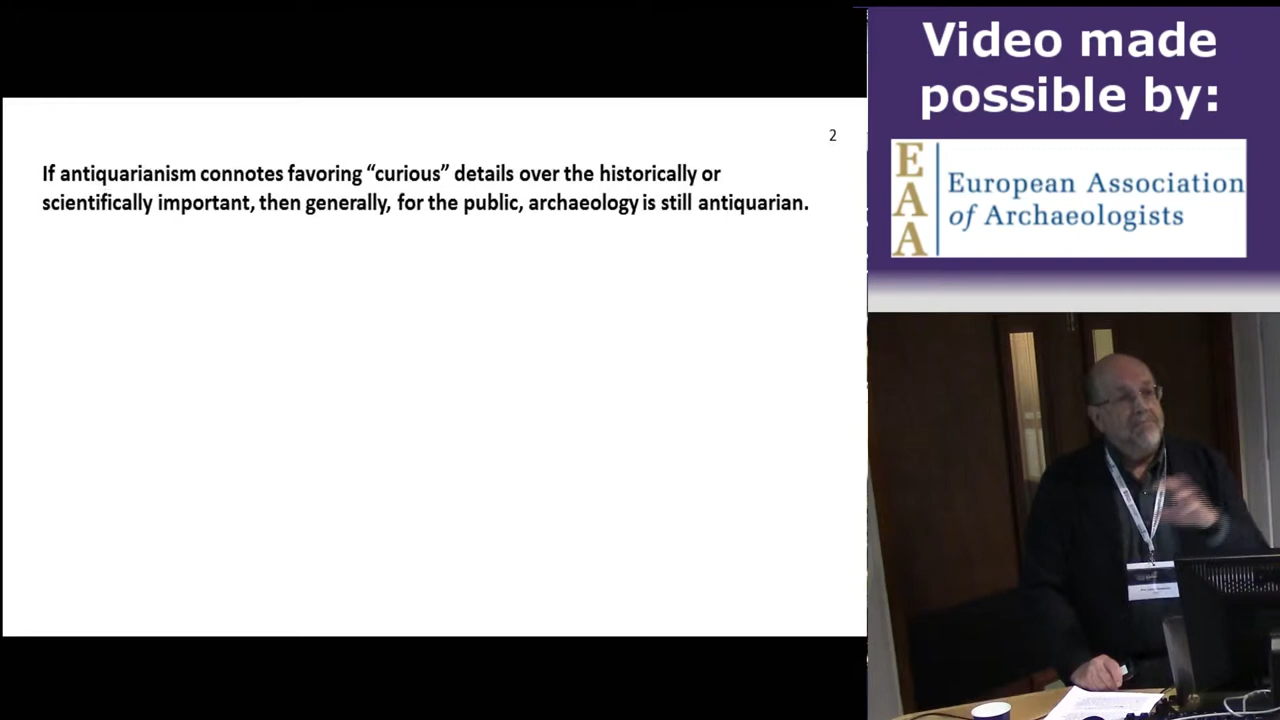 2
If antiquarianism connotes favoring “curious” details over the historically or
scientifically important, then generally, for the public, archaeology is still antiquarian.
Video made
possible by:
EAA
European Association
of Archaeologists